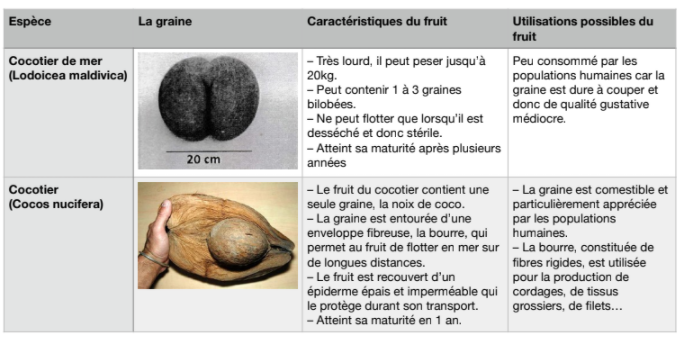 Espèce
La graine
Caractéristiques du fruit
Utilisations possibles du
fruit
Cocotier de mer
(Lodoicea maldivica)
20 cm
– Très lourd, il peut peser jusqu'à
20kg.
– Peut contenir 1 à 3 graines
bilobées.
– Ne peut flotter que lorsqu'il est
desséché et donc stérile.
– Atteint sa maturité après plusieurs
années
Peu consommé par les
populations humaines car la
graine est dure à couper et
donc de qualité gustative
médiocre.
Cocotier
(Cocos nucifera)
– Le fruit du cocotier contient une
seule graine, la noix de coco.
– La graine est entourée d'une
enveloppe fibreuse, la bourre, qui
permet au fruit de flotter en mer sur
de longues distances.
– Le fruit est recouvert d'un
épiderme épais et imperméable qui
le protège durant son transport.
– Atteint sa maturité en 1 an.
– La graine est comestible et
particulièrement appréciée
par les populations
humaines.
– La bourre, constituée de
fibres rigides, est utilisée
pour la production de
cordages, de tissus
grossiers, de filets…